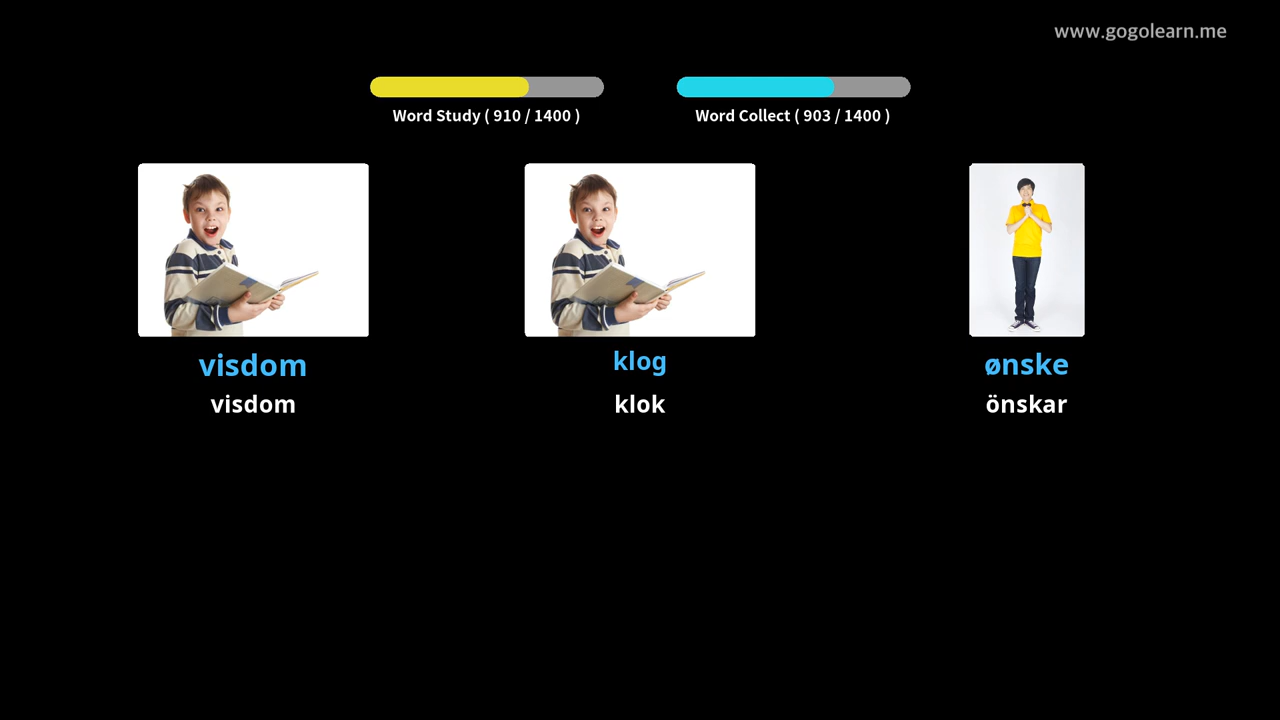 www.gogolearn.me
Word Study ( 910 / 1400 )
Word Collect ( 903 / 1400 )
visdom
klog
ønske
visdom
klok
önskar